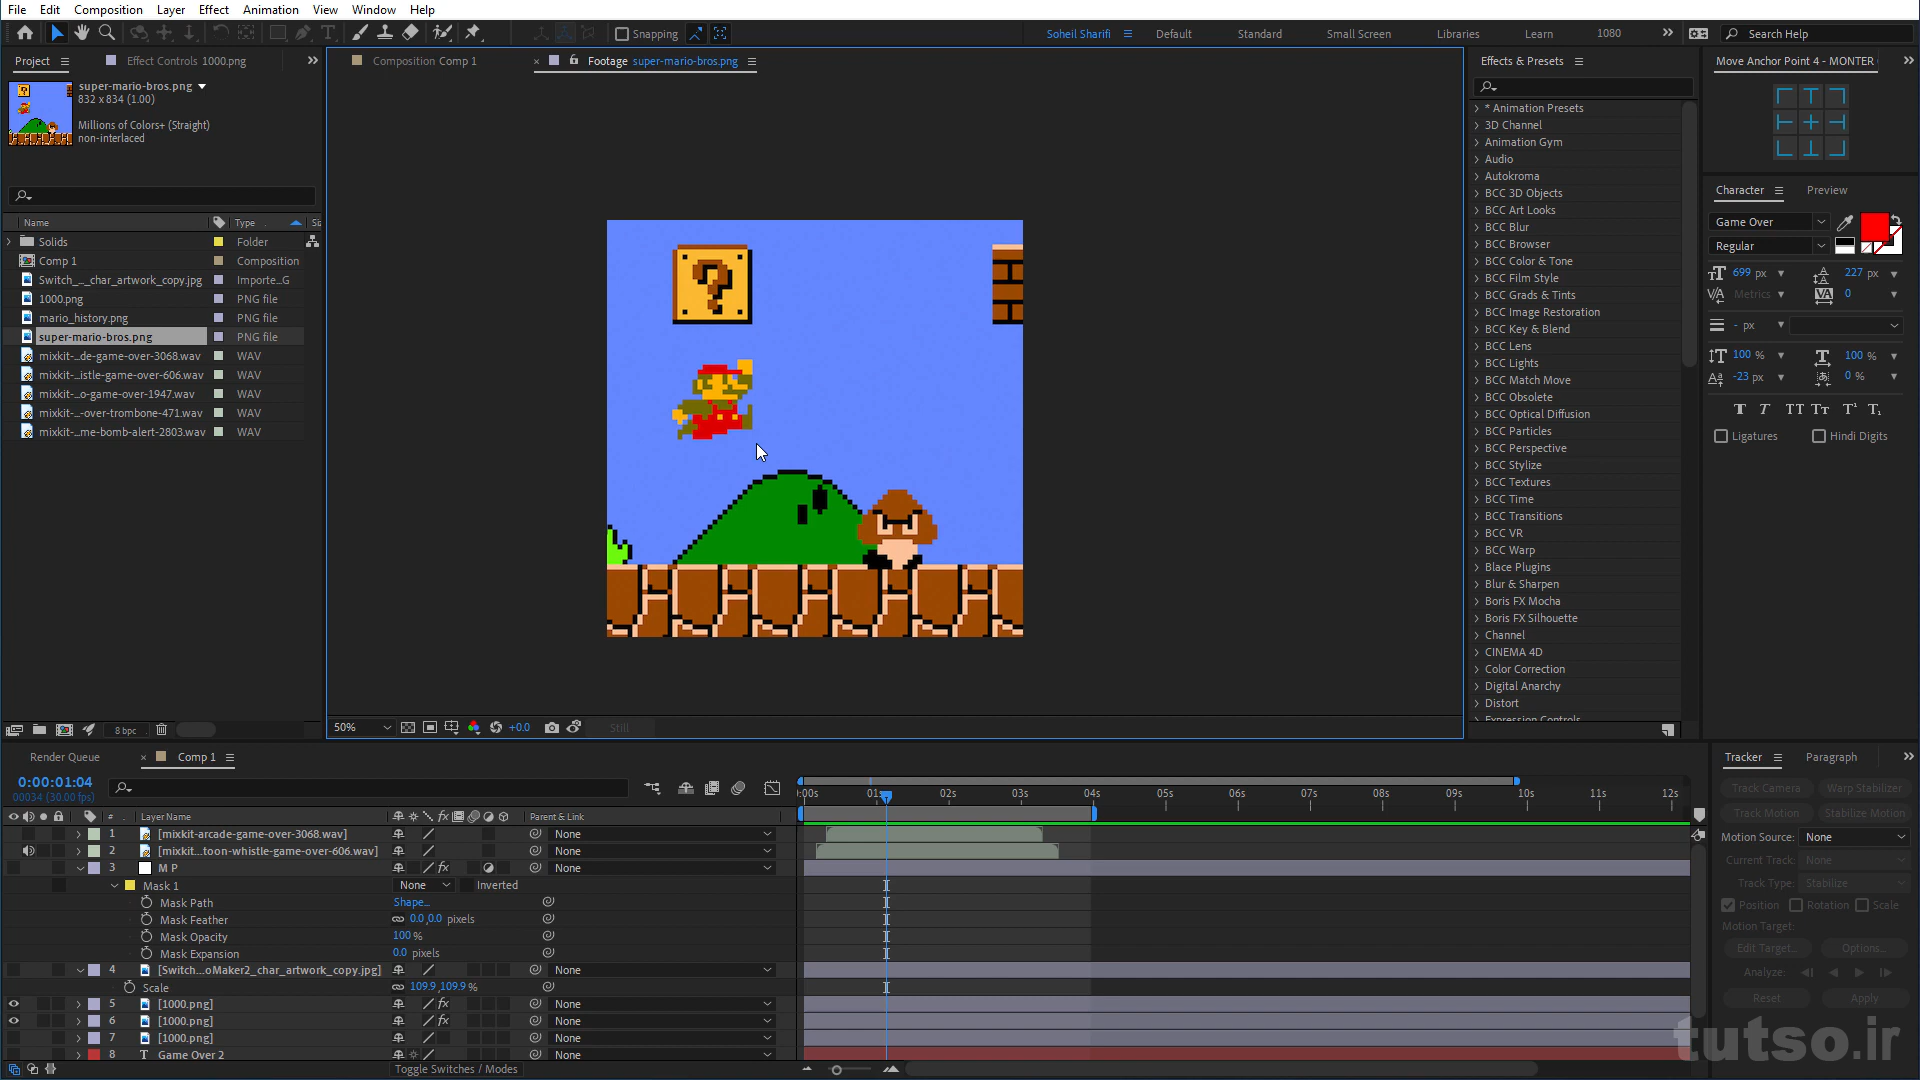 File Edit Composition Layer Effect Animation View Window Help
Snapping
Soheil Sharifi Default Standard Small Screen Libraries Learn 1080 Search Help
Project Effect Controls 1000.png
super-mario-bros.png
832 x 834 (1.00)
Millions of Colors+ (Straight)
non-interlaced
Name Type Si
Solids Folder
Comp 1 Composition
Switch_..._char_artwork_copy.jpg Importe...G
1000.png PNG file
mario_history.png PNG file
super-mario-bros.png PNG file
mixkit-...de-game-over-3068.wav WAV
mixkit-...istle-game-over-606.wav WAV
mixkit-...o-game-over-1947.wav WAV
mixkit-...-over-trombone-471.wav WAV
mixkit-...me-bomb-alert-2803.wav WAV
8 bpc
Composition Comp 1
Footage super-mario-bros.png
?
50% +0.0 Still
Effects & Presets
* Animation Presets
3D Channel
Animation Gym
Audio
Autokroma
BCC 3D Objects
BCC Art Looks
BCC Blur
BCC Browser
BCC Color & Tone
BCC Film Style
BCC Grads & Tints
BCC Image Restoration
BCC Key & Blend
BCC Lens
BCC Lights
BCC Match Move
BCC Obsolete
BCC Optical Diffusion
BCC Particles
BCC Perspective
BCC Stylize
BCC Textures
BCC Time
BCC Transitions
BCC VR
BCC Warp
Blace Plugins
Blur & Sharpen
Boris FX Mocha
Boris FX Silhouette
Channel
CINEMA 4D
Color Correction
Digital Anarchy
Distort
Expression Controls
Move Anchor Point 4 - MONTER
Character Preview
Game Over
Regular
699 px 227 px
Metrics 0
- px
100 % 100 %
-23 px 0 %
Ligatures Hindi Digits
Render Queue Comp 1
0:00:01:04
00034 (30.00 fps)
# Layer Name Parent & Link
1 [mixkit-arcade-game-over-3068.wav] None
2 [mixkit...toon-whistle-game-over-606.wav] None
3 M P None
Mask 1 None Inverted
Mask Path Shape...
Mask Feather 0.0,0.0 pixels
Mask Opacity 100 %
Mask Expansion 0.0 pixels
4 [Switch...oMaker2_char_artwork_copy.jpg] None
Scale 109.9,109.9 %
5 [1000.png] None
6 [1000.png] None
7 [1000.png] None
8 T Game Over 2 None
Toggle Switches / Modes
:00s 01s 02s 03s 04s 05s 06s 07s 08s 09s 10s 11s 12s
Tracker Paragraph
Track Camera Warp Stabilizer
Track Motion Stabilize Motion
Motion Source: None
Current Track: None
Track Type: Stabilize
Position Rotation Scale
Motion Target:
Edit Target... Options...
Analyze:
Reset Apply
tutso.ir